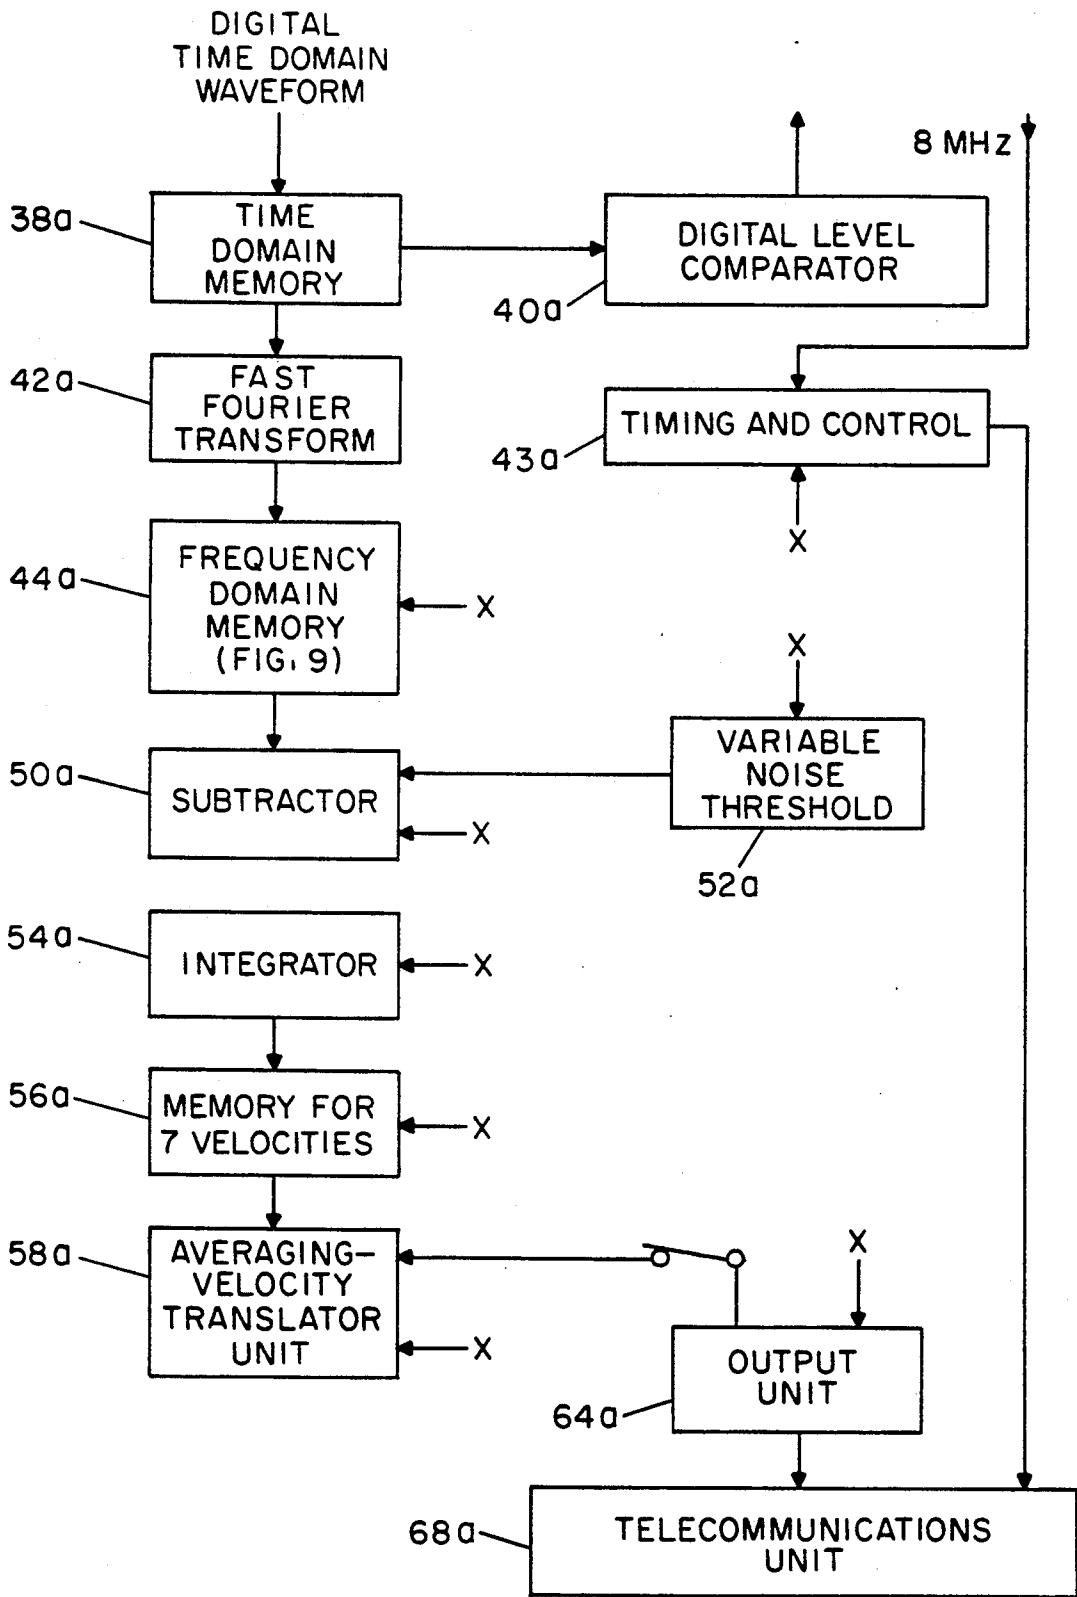 DIGITAL
TIME DOMAIN
WAVEFORM
8 MHz
38a
TIME
DOMAIN
MEMORY
DIGITAL LEVEL
COMPARATOR
40a
42a
FAST
FOURIER
TRANSFORM
TIMING AND CONTROL
43a
X
44a
FREQUENCY
DOMAIN
MEMORY
(FIG. 9)
X
X
50a
SUBTRACTOR
X
VARIABLE
NOISE
THRESHOLD
52a
54a
INTEGRATOR
X
56a
MEMORY FOR
7 VELOCITIES
X
58a
AVERAGING–
VELOCITY
TRANSLATOR
UNIT
X
X
OUTPUT
UNIT
64a
68a
TELECOMMUNICATIONS
UNIT